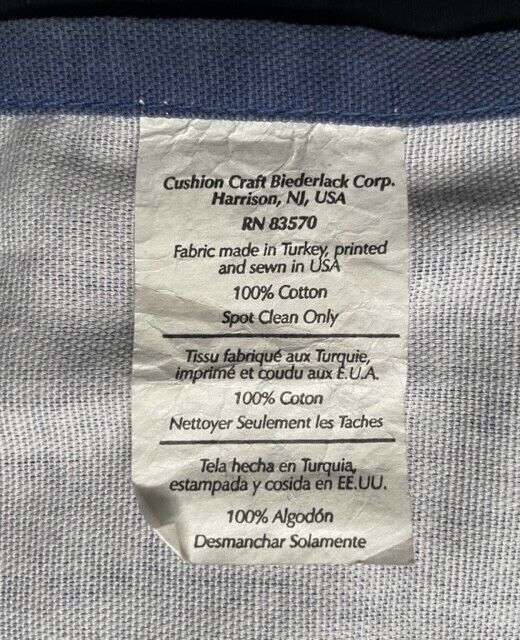 Cushion Craft Biederlack Corp.
Harrison, NJ, USA
RN 83570
Fabric made in Turkey, printed
and sewn in USA
100% Cotton
Spot Clean Only
Tissu fabriqué aux Turquie,
imprimé et coudu aux É.U.A.
100% Coton
Nettoyer Seulement les Taches
Tela hecha en Turquia,
estampada y cosida en EE.UU.
100% Algodón
Desmanchar Solamente